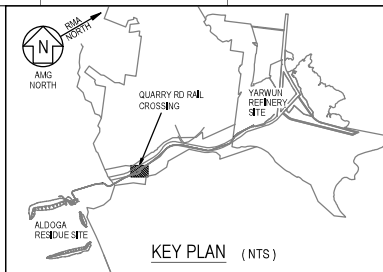 N
AMG
NORTH
RMA
NORTH
QUARRY RD RAIL
CROSSING
YARWUN
REFINERY
SITE
ALDOGA
RESIDUE SITE
KEY PLAN (NTS)